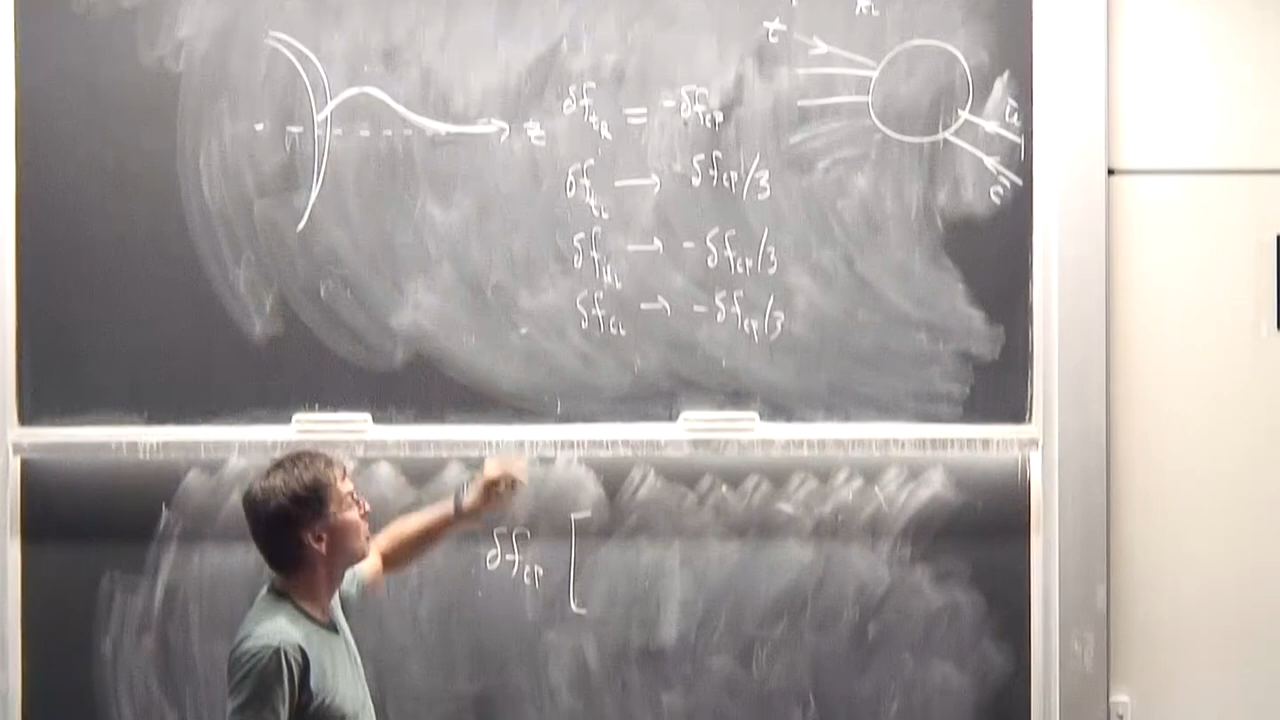 t
ū
z
δf_{t_R} = -δf_{CP}
δf_{t_L} → δf_{CP}/3
δf_{u_L} → -δf_{CP}/3
δf_{c_L} → -δf_{CP}/3
δf_{CP} [